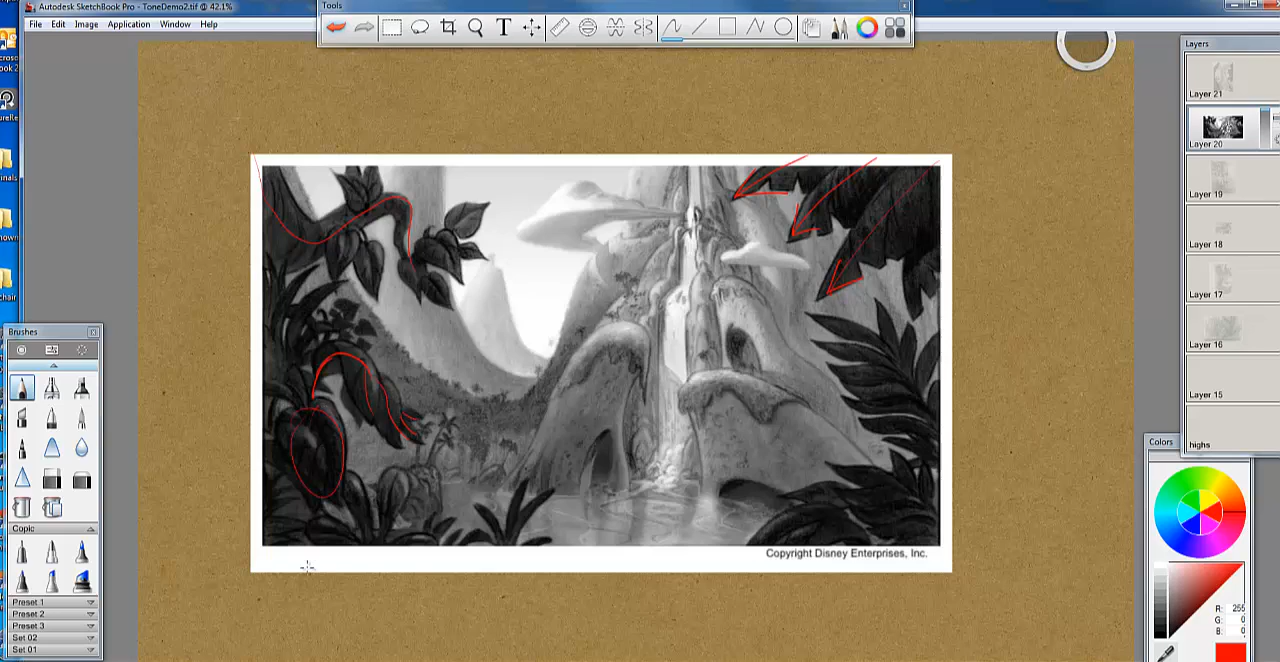 Autodesk SketchBook Pro - ToneDemo2.tif @ 42.1%
Tools
File Edit Image Application Window Help
Layers
Layer 21
Layer 20
Layer 19
Layer 18
Layer 17
Layer 16
Layer 15
highs
Brushes
Copic
Preset 1
Preset 2
Preset 3
Set 02
Set 01
Copyright Disney Enterprises, Inc.
Colors
R: 255
G: 0
B: 0